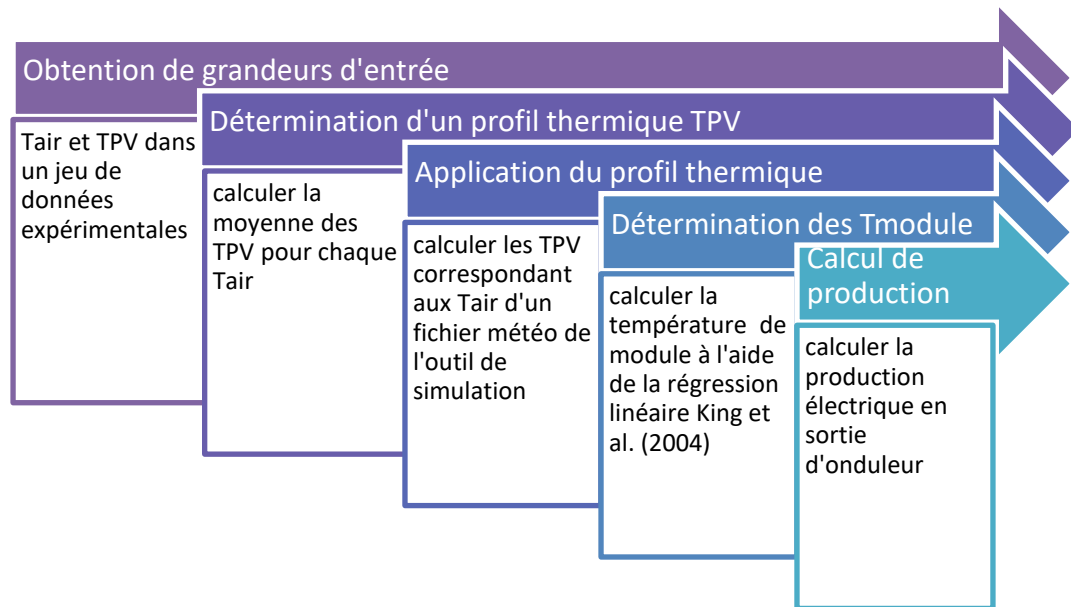 Obtention de grandeurs d'entrée
Tair et TPV dans
un jeu de
données
expérimentales
Détermination d'un profil thermique TPV
calculer la
moyenne des
TPV pour chaque
Tair
Application du profil thermique
calculer les TPV
correspondant
aux Tair d'un
fichier météo de
l'outil de
simulation
Détermination des Tmodule
calculer la
température de
module à l'aide
de la régression
linéaire King et
al. (2004)
Calcul de
production
calculer la
production
électrique en
sortie
d'onduleur